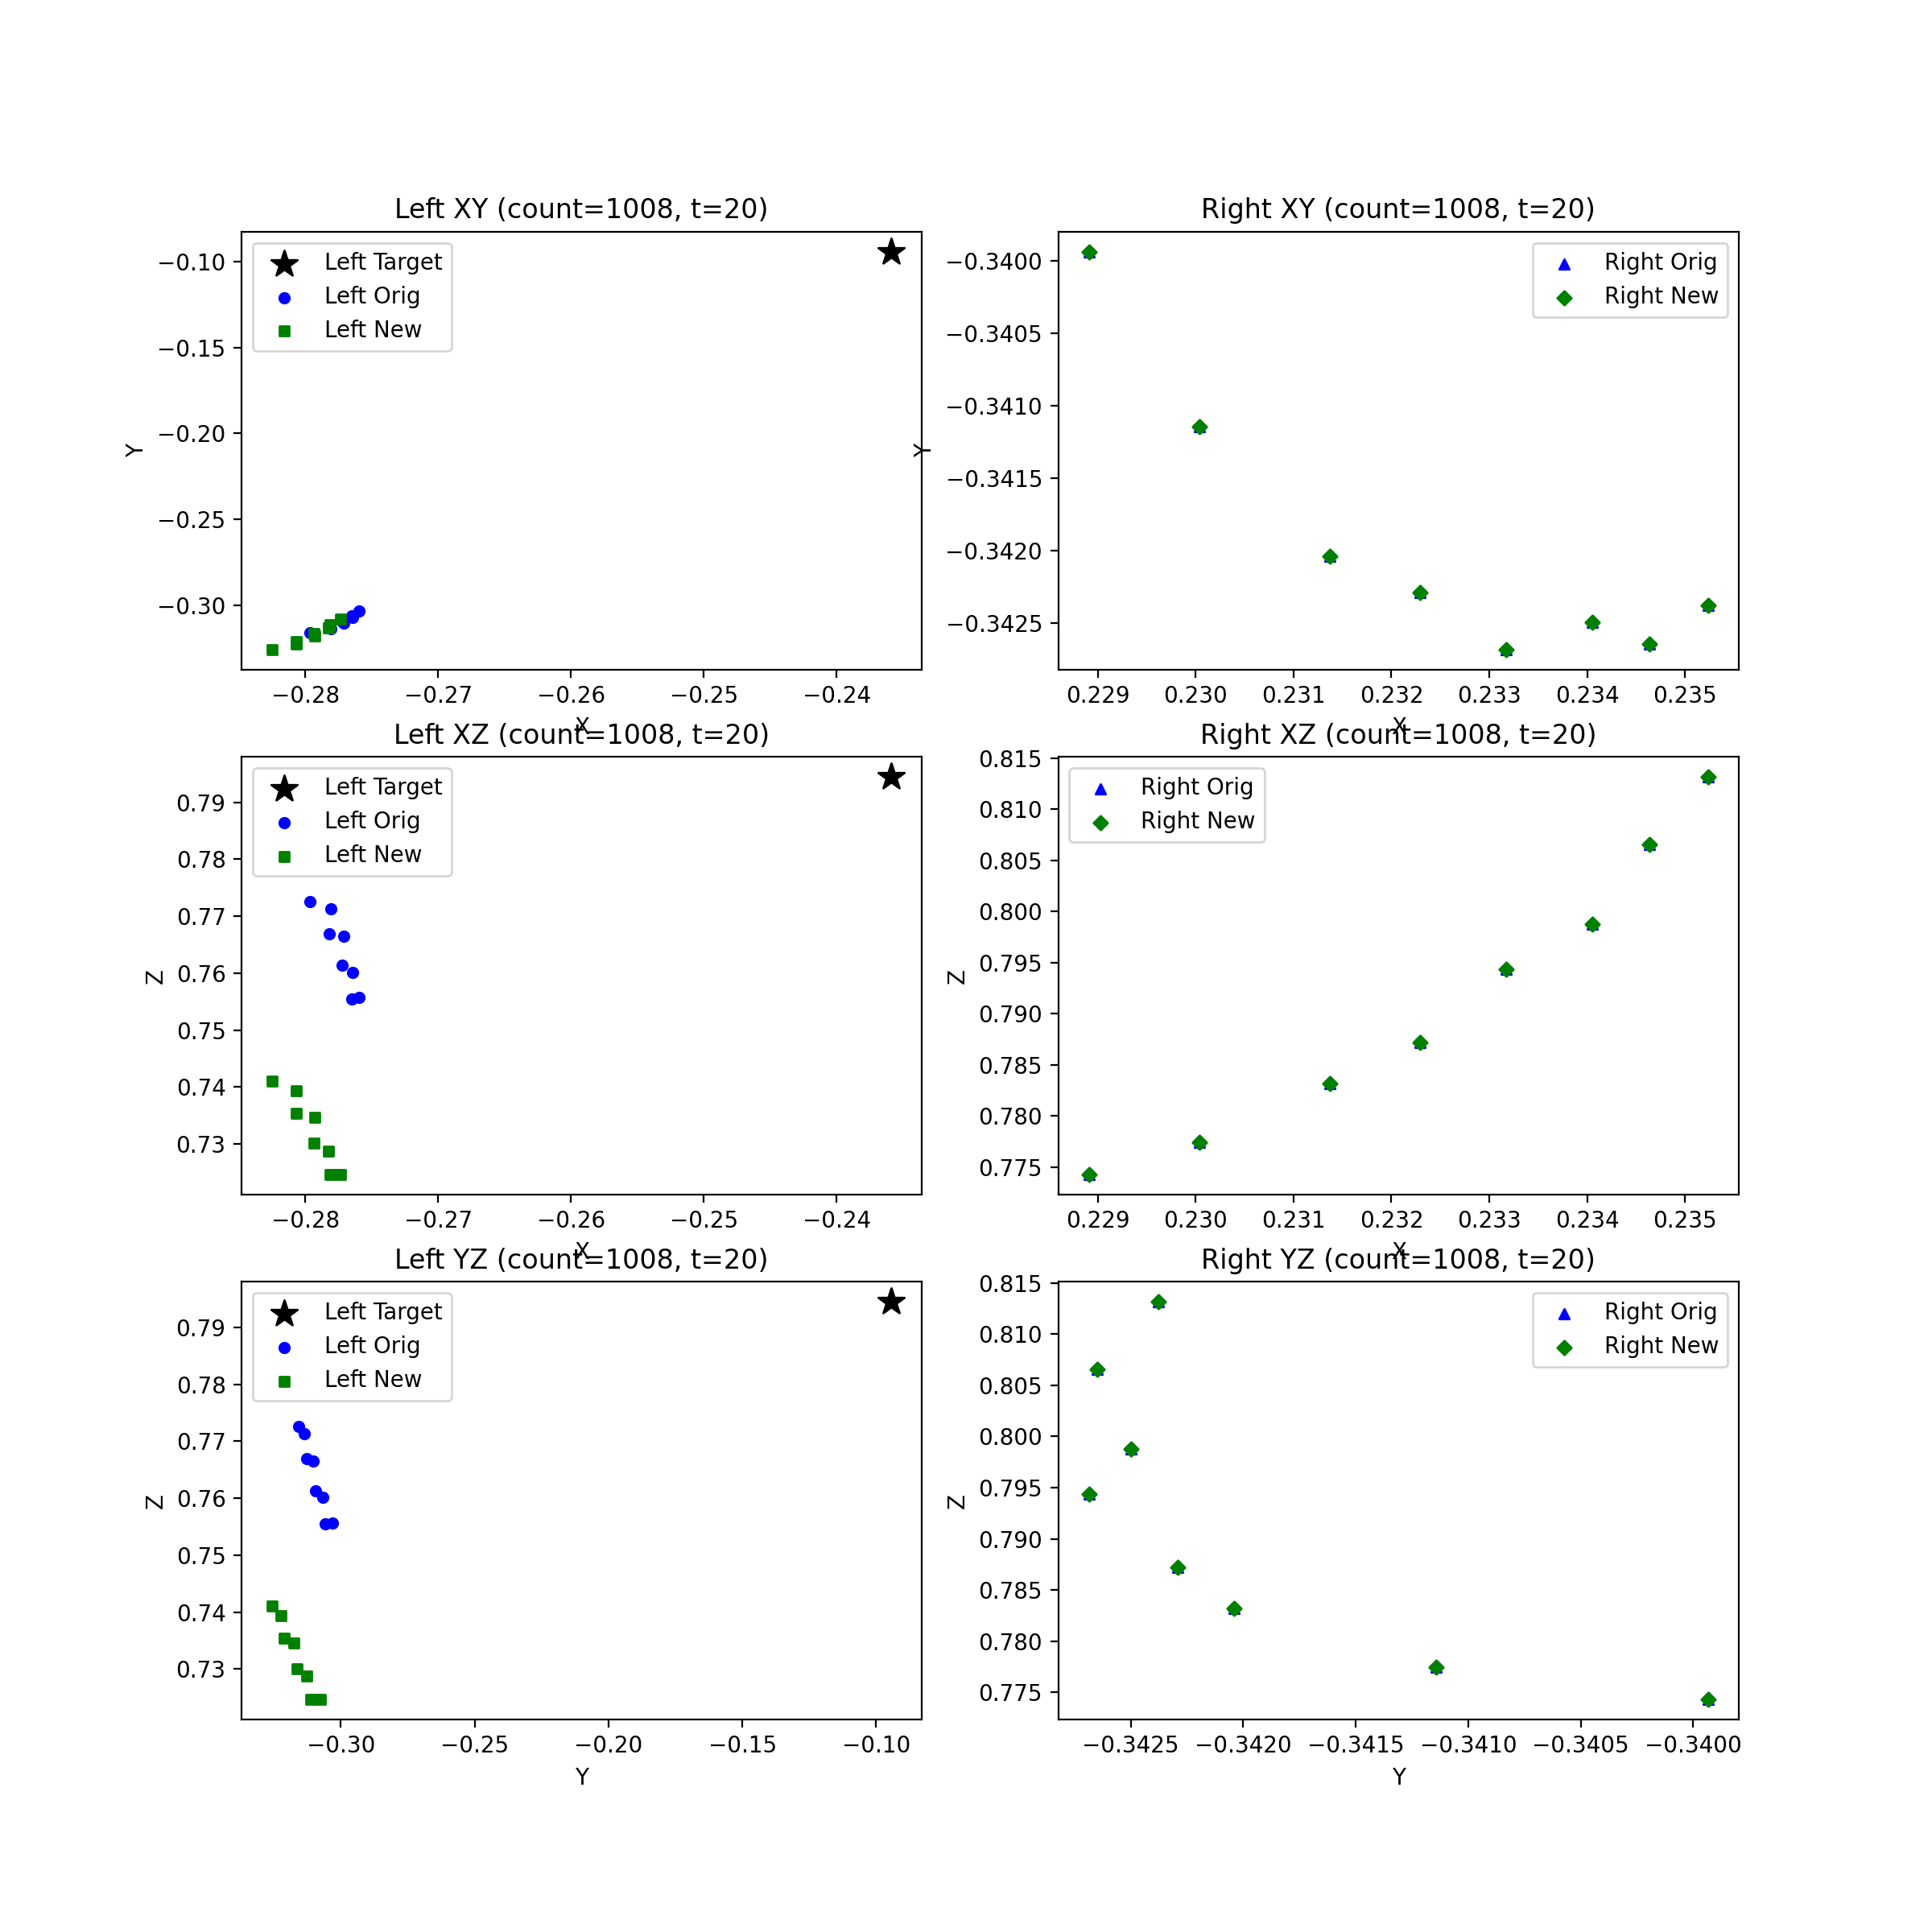 Left XY (count=1008, t=20)
Right XY (count=1008, t=20)
Left Target
Left Orig
Left New
Right Orig
Right New
−0.10
−0.15
−0.20
−0.25
−0.30
Y
−0.28
−0.27
−0.26
−0.25
−0.24
X
−0.3400
−0.3405
−0.3410
−0.3415
−0.3420
−0.3425
Y
0.229
0.230
0.231
0.232
0.233
0.234
0.235
X
Left XZ (count=1008, t=20)
Right XZ (count=1008, t=20)
Left Target
Left Orig
Left New
Right Orig
Right New
0.79
0.78
0.77
0.76
0.75
0.74
0.73
Z
−0.28
−0.27
−0.26
−0.25
−0.24
X
0.815
0.810
0.805
0.800
0.795
0.790
0.785
0.780
0.775
Z
0.229
0.230
0.231
0.232
0.233
0.234
0.235
X
Left YZ (count=1008, t=20)
Right YZ (count=1008, t=20)
Left Target
Left Orig
Left New
Right Orig
Right New
0.79
0.78
0.77
0.76
0.75
0.74
0.73
Z
−0.30
−0.25
−0.20
−0.15
−0.10
Y
0.815
0.810
0.805
0.800
0.795
0.790
0.785
0.780
0.775
Z
−0.3425
−0.3420
−0.3415
−0.3410
−0.3405
−0.3400
Y